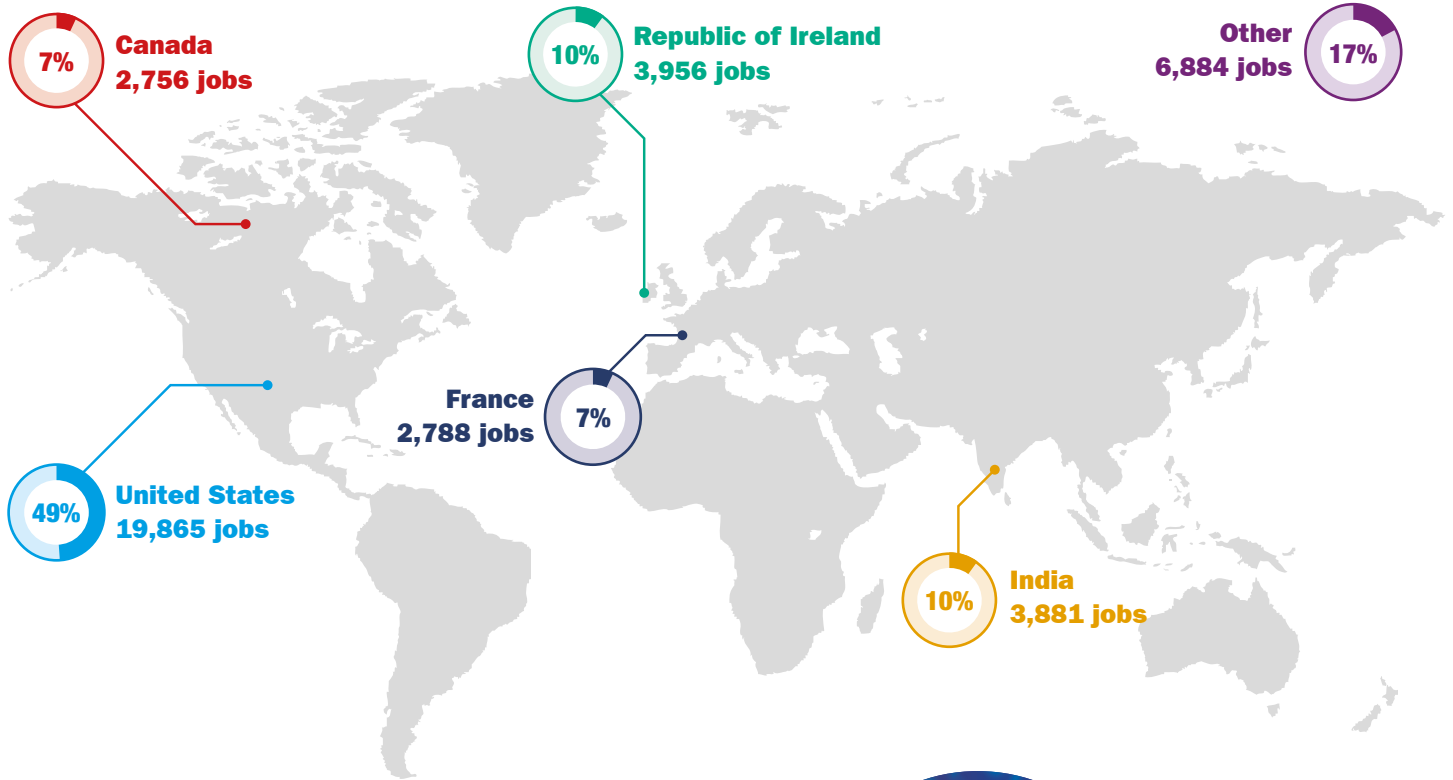 7%
Canada
2,756 jobs
10%
Republic of Ireland
3,956 jobs
Other
6,884 jobs
17%
France
2,788 jobs
7%
49%
United States
19,865 jobs
10%
India
3,881 jobs